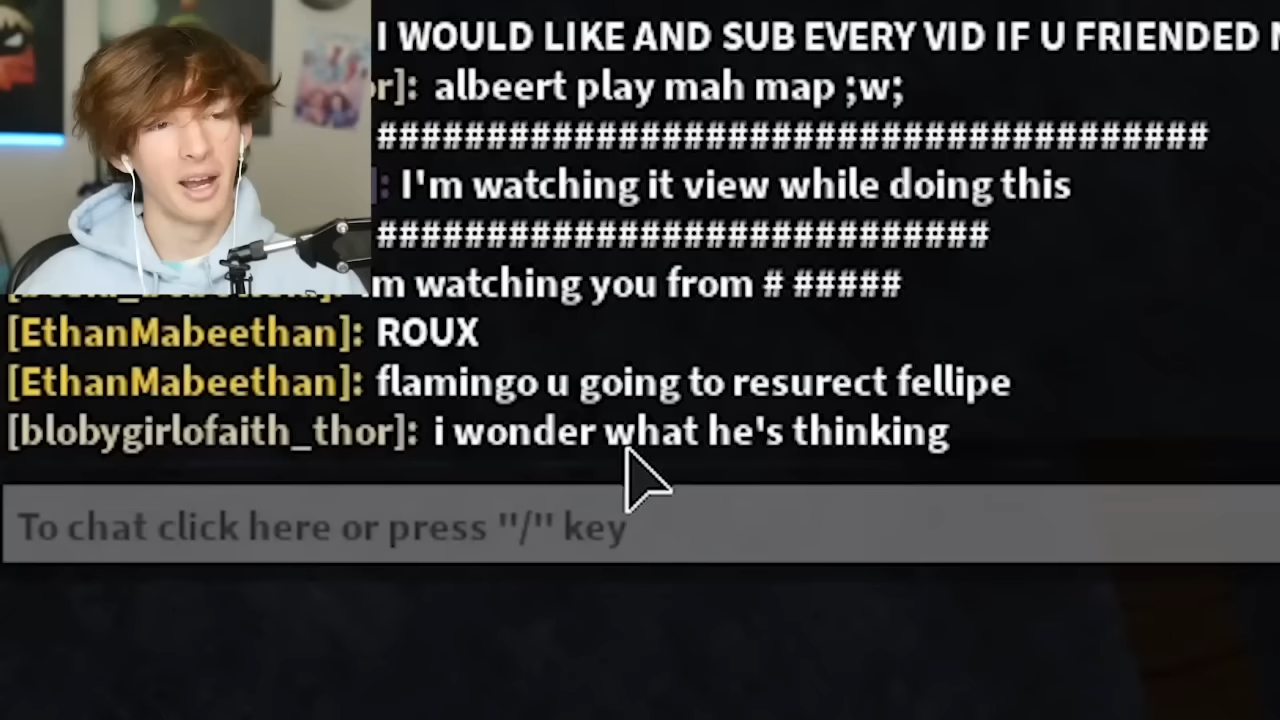 I WOULD LIKE AND SUB EVERY VID IF U FRIENDED
or]: albeert play mah map ;w;
######################################
]: I'm watching it view while doing this
############################
m watching you from # #####
[EthanMabeethan]: ROUX
[EthanMabeethan]: flamingo u going to resurect fellipe
[blobygirlofaith_thor]: i wonder what he's thinking
To chat click here or press "/" key